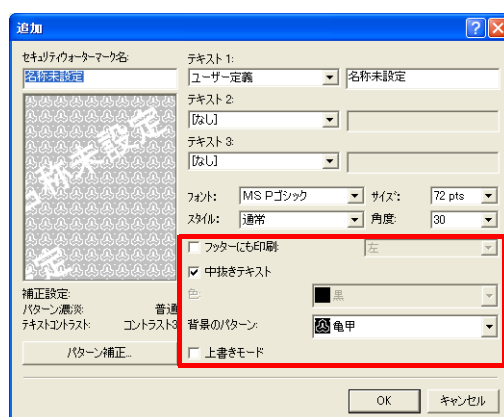 追加
セキュリティウォーターマーク名:
名称未設定
名称未設定
テキスト 1:
ユーザー定義
名称未設定
テキスト 2:
[なし]
テキスト 3:
[なし]
フォント:
MS Pゴシック
サイズ:
72 pts
スタイル:
通常
角度:
30
フッターにも印刷:
左
中抜きテキスト
色:
黒
背景のパターン:
亀甲
上書きモード
補正設定:
パターン濃淡:
普通
テキストコントラスト:
コントラスト3
パターン補正...
OK
キャンセル